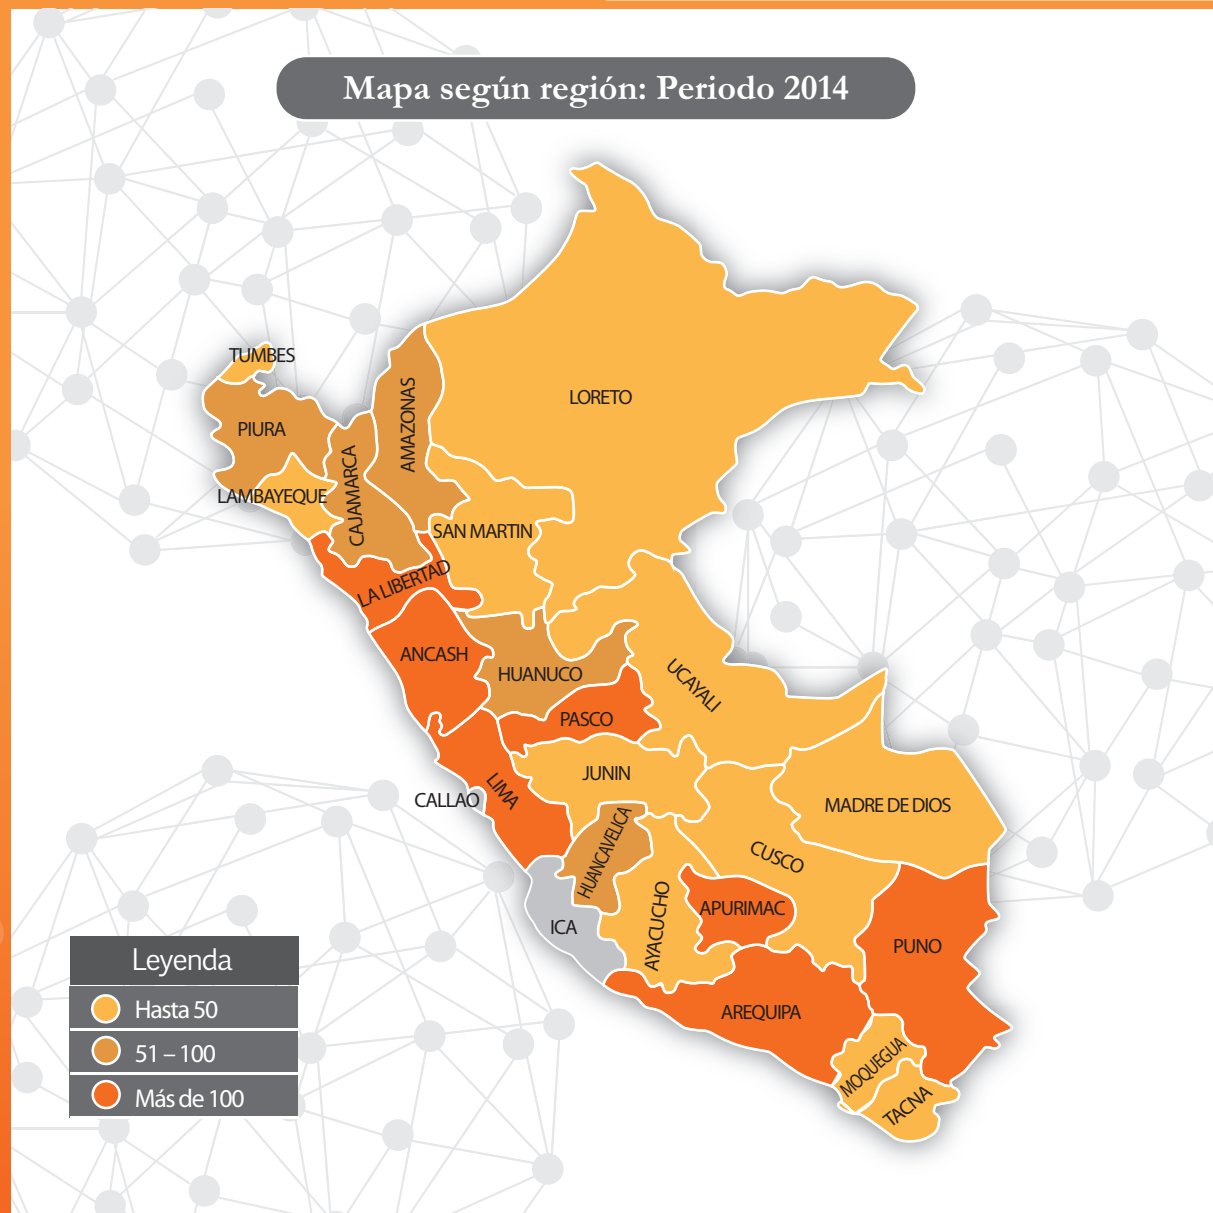 Mapa según región: Periodo 2014
TUMBES
LORETO
PIURA
AMAZONAS
CAJAMARCA
LAMBAYEQUE
SAN MARTIN
LA LIBERTAD
ANCASH
HUANUCO
UCAYALI
PASCO
JUNIN
LIMA
CALLAO
MADRE DE DIOS
HUANCAVELICA
CUSCO
AYACUCHO
APURIMAC
ICA
PUNO
AREQUIPA
MOQUEGUA
TACNA
Leyenda
Hasta 50
51 – 100
Más de 100